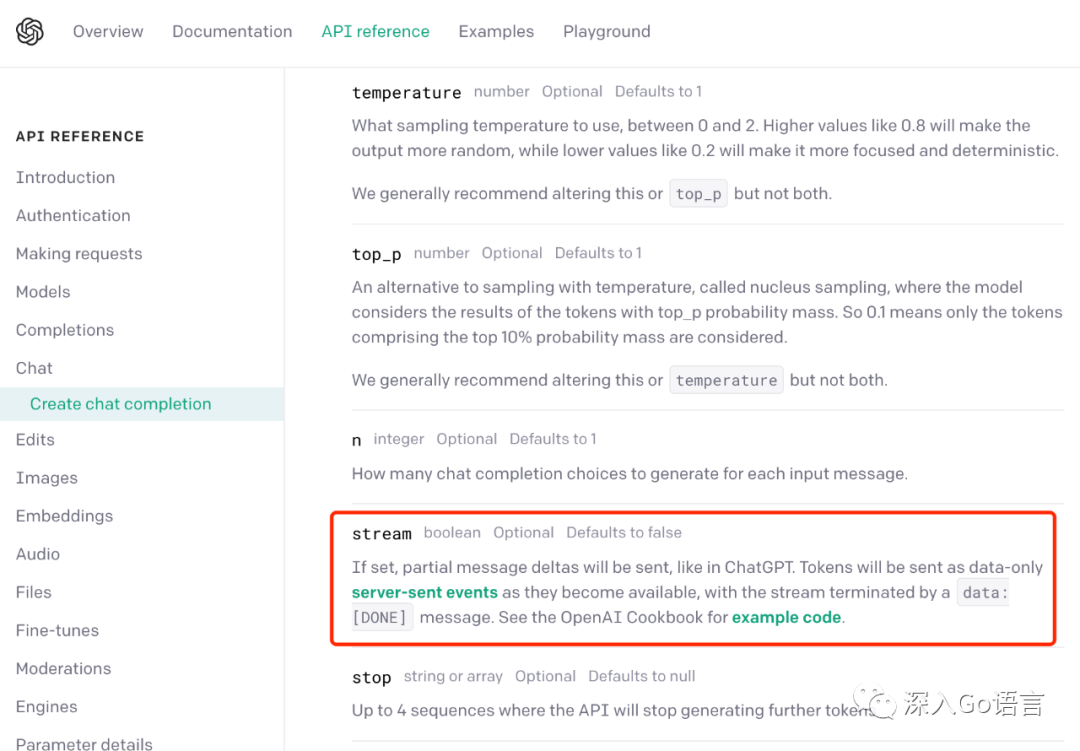 Overview Documentation API reference Examples Playground
API REFERENCE
Introduction
Authentication
Making requests
Models
Completions
Chat
Create chat completion
Edits
Images
Embeddings
Audio
Files
Fine-tunes
Moderations
Engines
Parameter details
temperature number Optional Defaults to 1
What sampling temperature to use, between 0 and 2. Higher values like 0.8 will make the
output more random, while lower values like 0.2 will make it more focused and deterministic.
We generally recommend altering this or top_p but not both.
top_p number Optional Defaults to 1
An alternative to sampling with temperature, called nucleus sampling, where the model
considers the results of the tokens with top_p probability mass. So 0.1 means only the tokens
comprising the top 10% probability mass are considered.
We generally recommend altering this or temperature but not both.
n integer Optional Defaults to 1
How many chat completion choices to generate for each input message.
stream boolean Optional Defaults to false
If set, partial message deltas will be sent, like in ChatGPT. Tokens will be sent as data-only
server-sent events as they become available, with the stream terminated by a data:
[DONE] message. See the OpenAI Cookbook for example code.
stop string or array Optional Defaults to null
Up to 4 sequences where the API will stop generating further tokens
深入Go语言